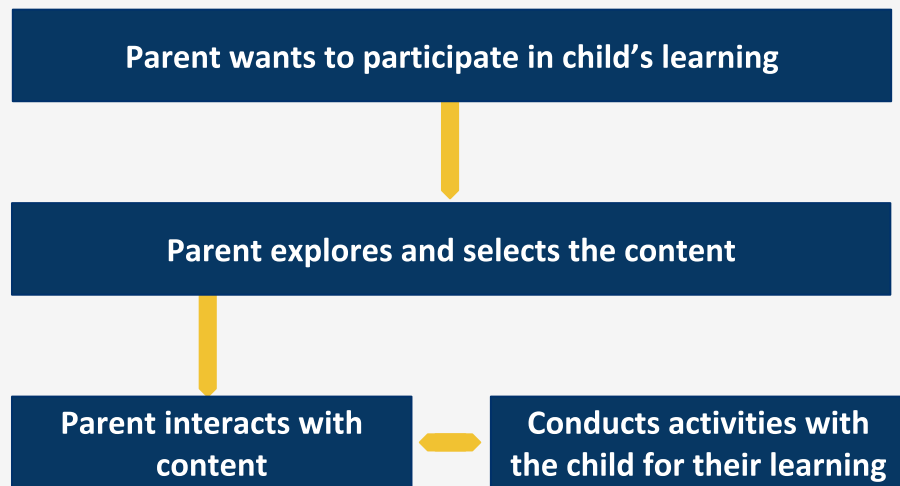 Parent wants to participate in child’s learning
Parent explores and selects the content
Parent interacts with
content
Conducts activities with
the child for their learning